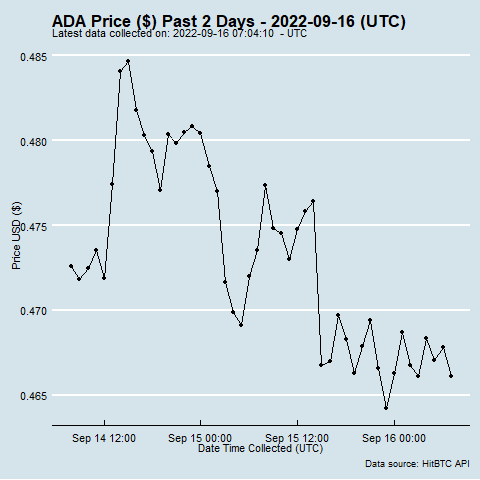 ADA Price ($) Past 2 Days - 2022-09-16 (UTC)
Latest data collected on: 2022-09-16 07:04:10  - UTC
0.485
0.480
0.475
0.470
0.465
Price USD ($)
Sep 14 12:00
Sep 15 00:00
Sep 15 12:00
Sep 16 00:00
Date Time Collected (UTC)
Data source: HitBTC API